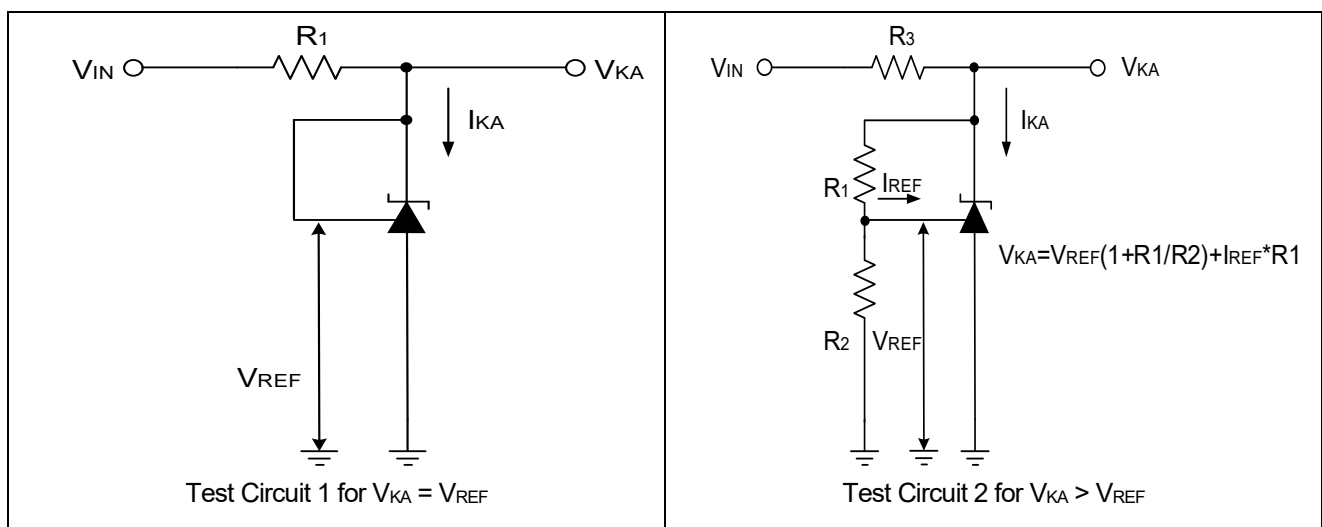 R1
VIN
VKA
IKA
VREF
Test Circuit 1 for VKA = VREF
R3
VIN
VKA
IKA
R1
IREF
VKA=VREF(1+R1/R2)+IREF*R1
R2
VREF
Test Circuit 2 for VKA > VREF